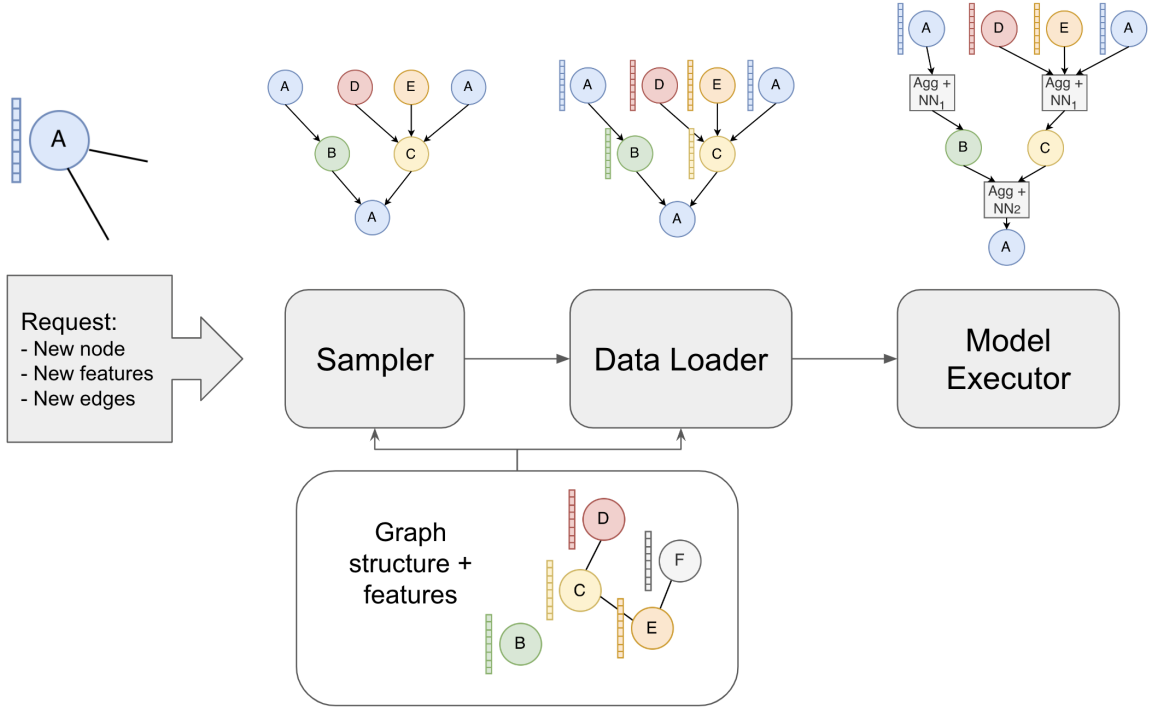 A
A D E A
B C
A
A D E A
B C
A
A D E A
Agg + NN1
Agg + NN1
B C
Agg + NN2
A
Request:
- New node
- New features
- New edges
Sampler
Data Loader
Model
Executor
Graph
structure +
features
D
F
C
E
B